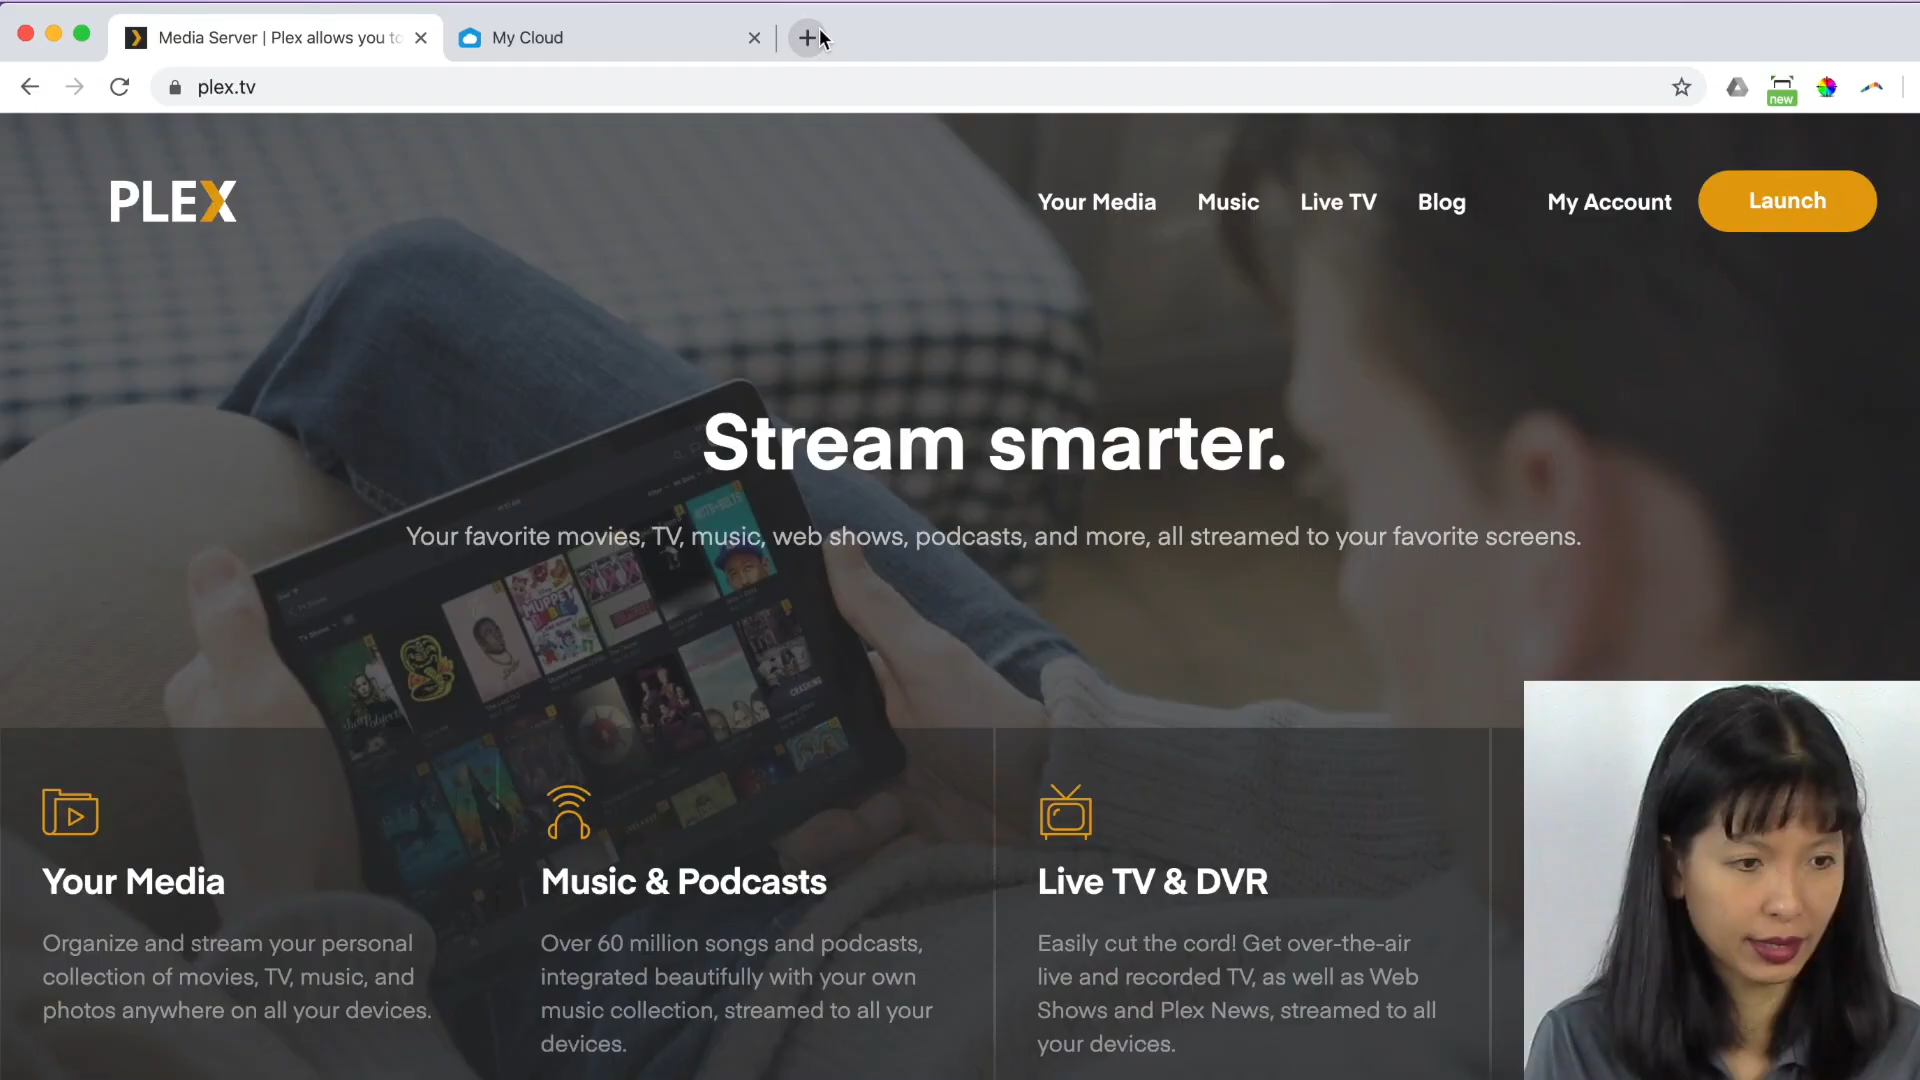 Media Server | Plex allows you to
My Cloud
plex.tv
new
PLEX
Your Media
Music
Live TV
Blog
My Account
Launch
Stream smarter.
Your favorite movies, TV, music, web shows, podcasts, and more, all streamed to your favorite screens.
MUPPET
CRASHING
Your Media
Organize and stream your personal
collection of movies, TV, music, and
photos anywhere on all your devices.
Music & Podcasts
Over 60 million songs and podcasts,
integrated beautifully with your own
music collection, streamed to all your
devices.
Live TV & DVR
Easily cut the cord! Get over-the-air
live and recorded TV, as well as Web
Shows and Plex News, streamed to all
your devices.